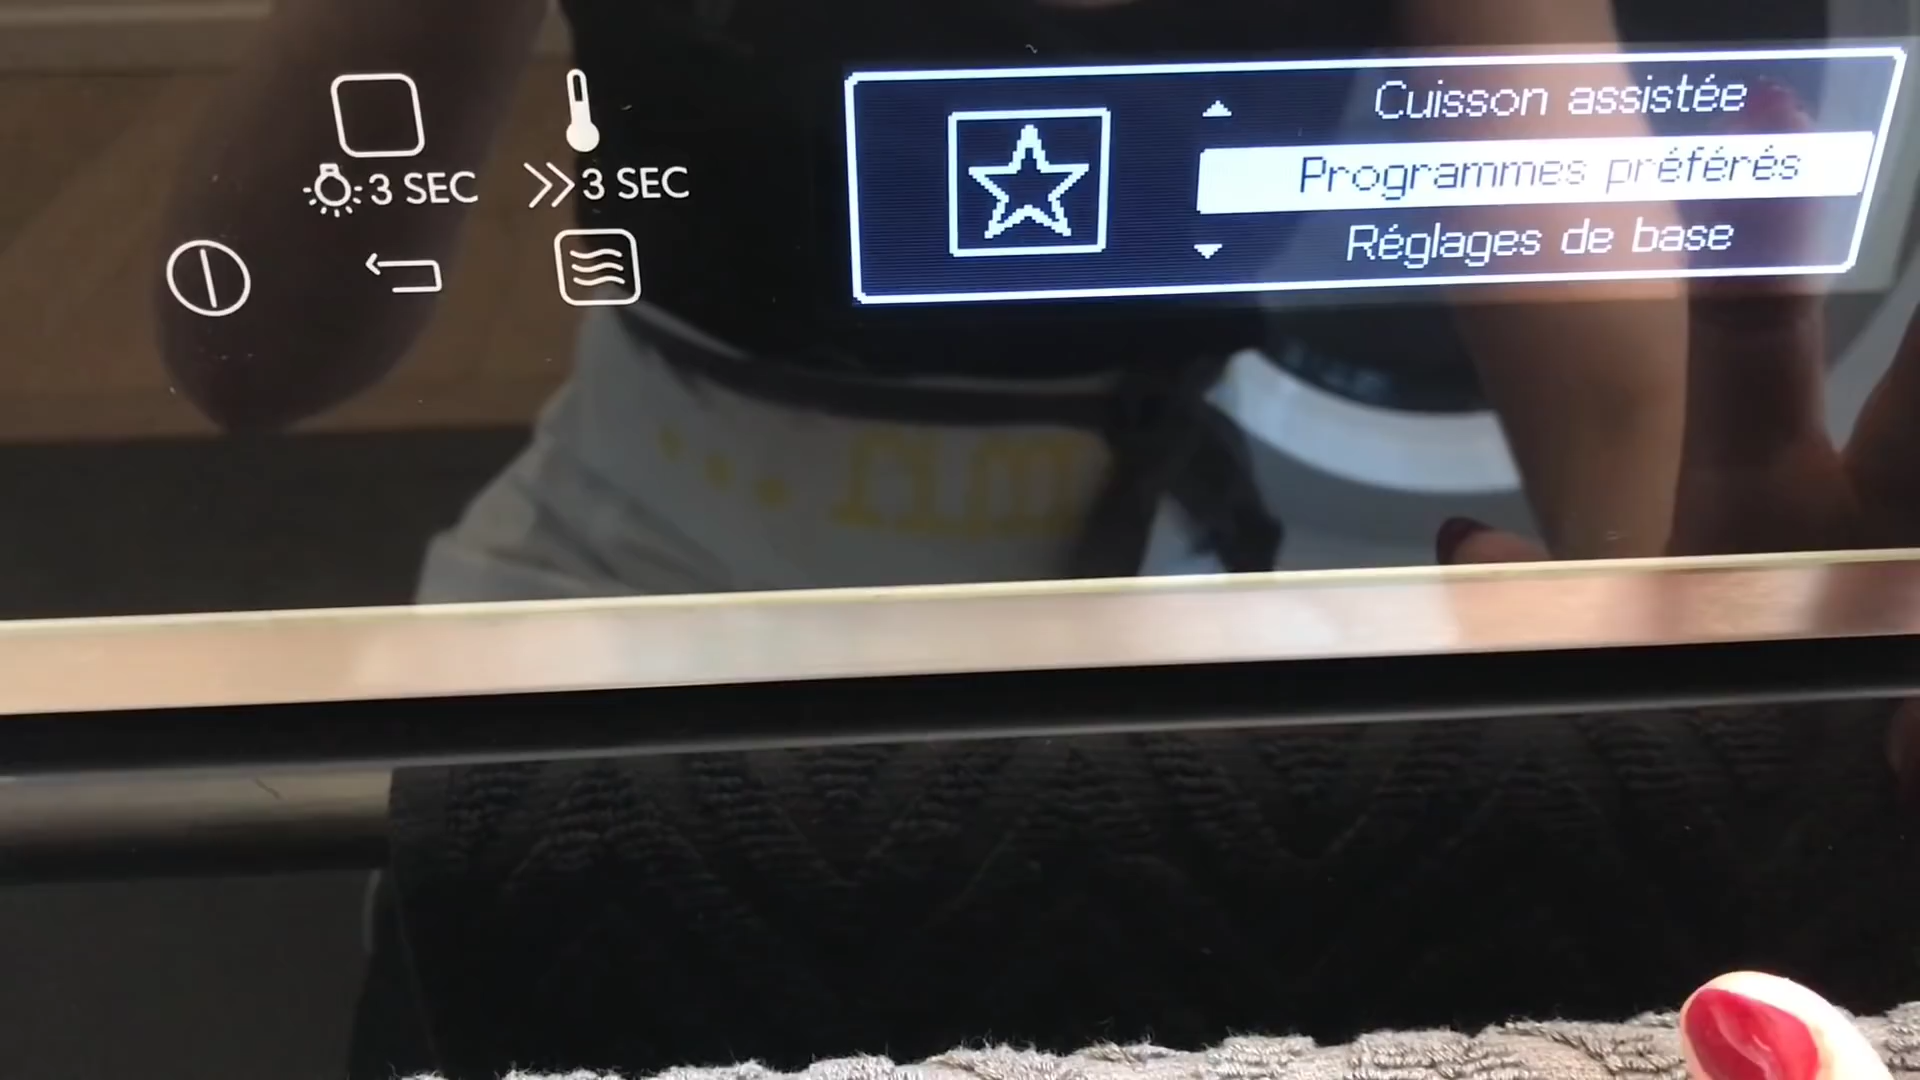 3 SEC
3 SEC
Cuisson assistée
Programmes préférés
Réglages de base